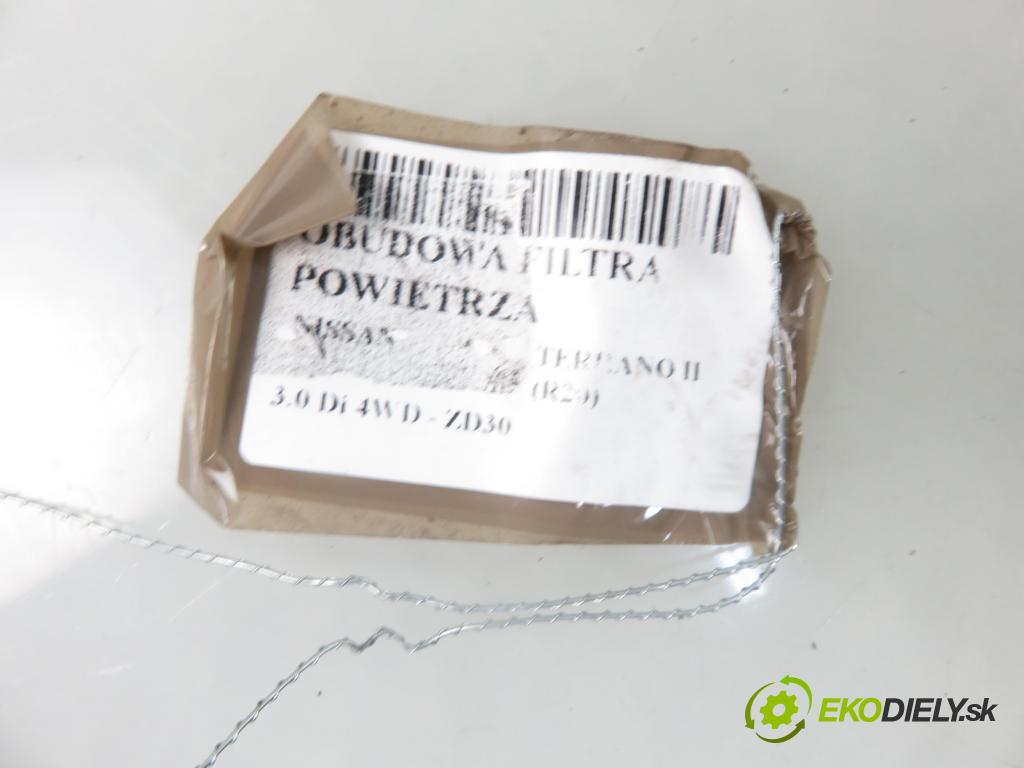 OBUDOWA FILTRA
POWIETRZA
NISSAN
TERRANO II
(R20)
3.0 Di 4WD - ZD30
EKODIELY.sk